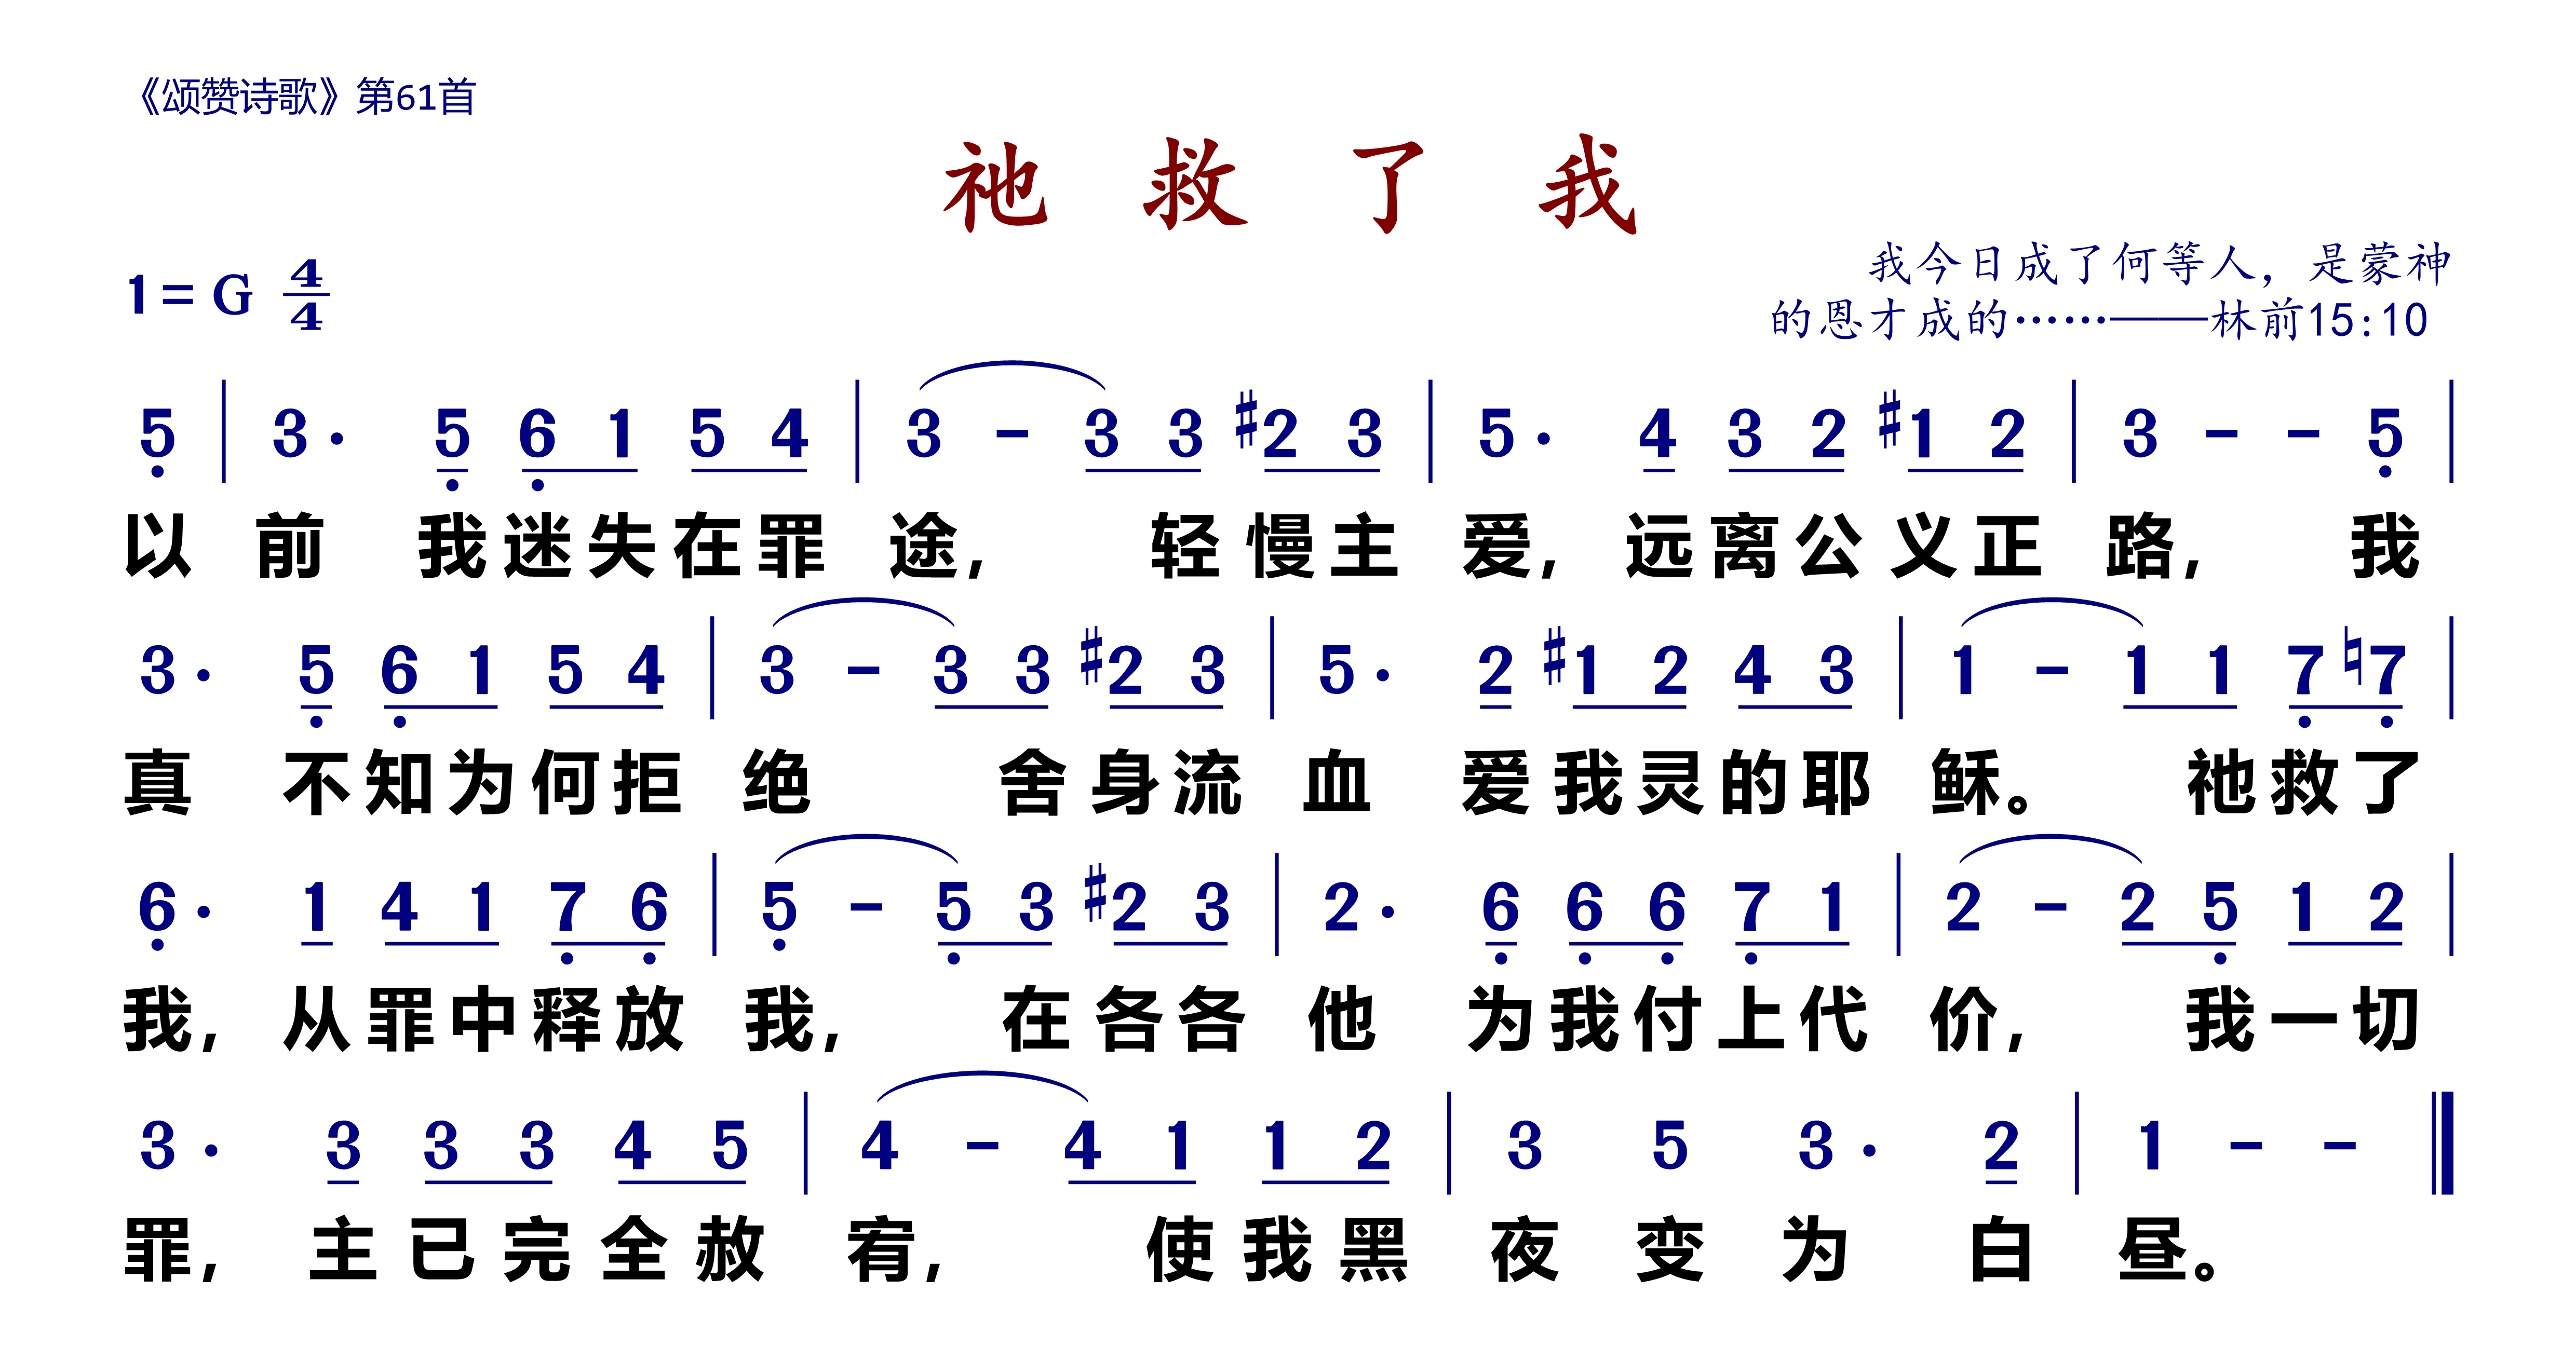 《颂赞诗歌》第61首
祂救了我
1=G 4/4
我今日成了何等人，是蒙神
的恩才成的……——林前15:10
5̣ | 3· 5̣ 6̣ 1 5 4 | 3 - 3 3 #2 3 | 5· 4 3 2 #1 2 | 3 - - 5̣ |
以前 我迷失在罪途， 轻慢主爱，远离公义正路， 我
3· 5̣ 6̣ 1 5 4 | 3 - 3 3 #2 3 | 5· 2 #1 2 4 3 | 1 - 1 1 7̣ ♮7̣ |
真 不知为何拒绝 舍身流血 爱我灵的耶稣。 祂救了
6̣· 1 4 1 7̣ 6̣ | 5̣ - 5̣ 3 #2 3 | 2· 6̣ 6̣ 6̣ 7̣ 1 | 2 - 2 5̣ 1 2 |
我，从罪中释放我， 在各各他 为我付上代价， 我一切
3· 3 3 3 4 5 | 4 - 4 1 1 2 | 3 5 3· 2 | 1 - - ‖
罪，主已完全赦宥， 使我黑夜变为白昼。